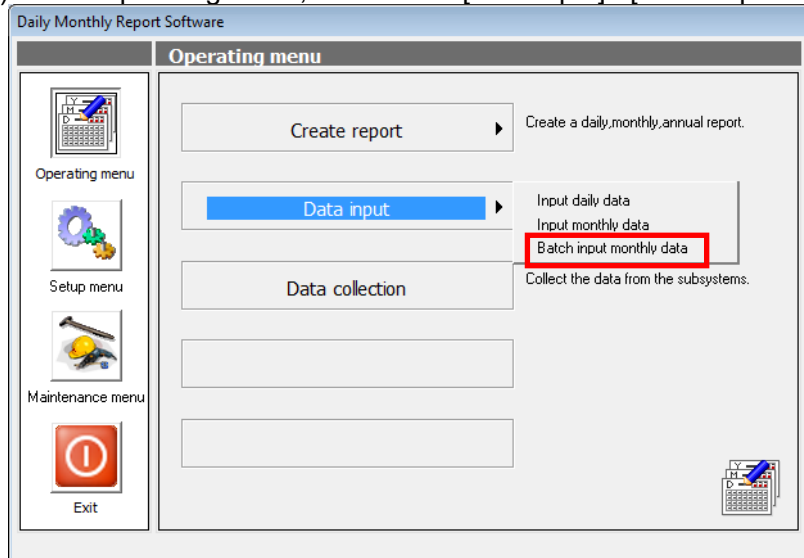 Daily Monthly Report Software
Operating menu
Operating menu
Setup menu
Maintenance menu
Exit
Create report
Create a daily,monthly,annual report.
Data input
Input daily data
Input monthly data
Batch input monthly data
Data collection
Collect the data from the subsystems.